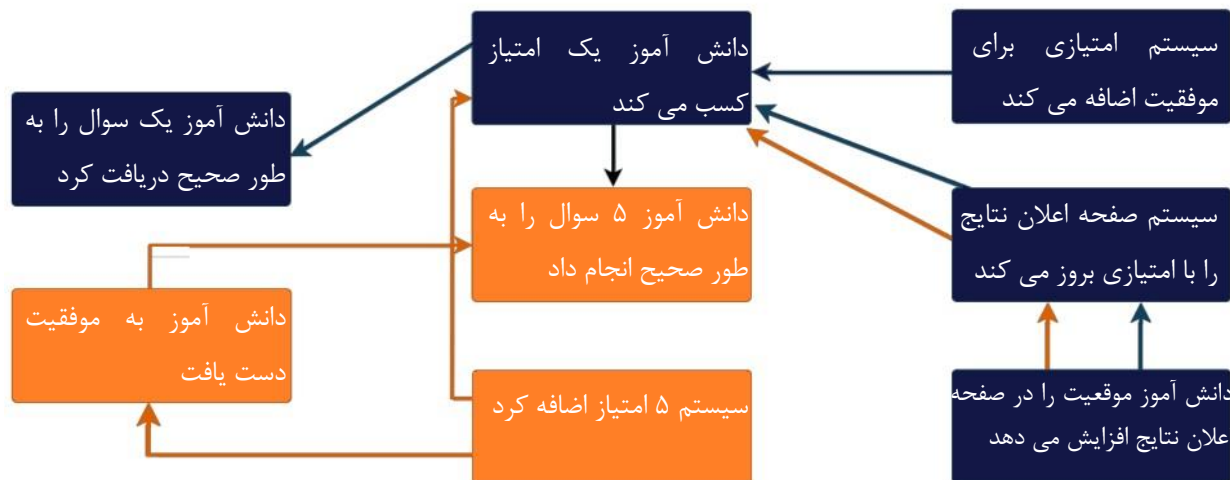 سیستم امتیازی برای
موفقیت اضافه می کند
دانش آموز یک امتیاز
کسب می کند
دانش آموز یک سوال را به
طور صحیح دریافت کرد
سیستم صفحه اعلان نتایج
را با امتیازی بروز می کند
دانش آموز ۵ سوال را به
طور صحیح انجام داد
دانش آموز به موفقیت
دست یافت
دانش آموز موقعیت را در صفحه
علان نتایج افزایش می دهد
سیستم ۵ امتیاز اضافه کرد